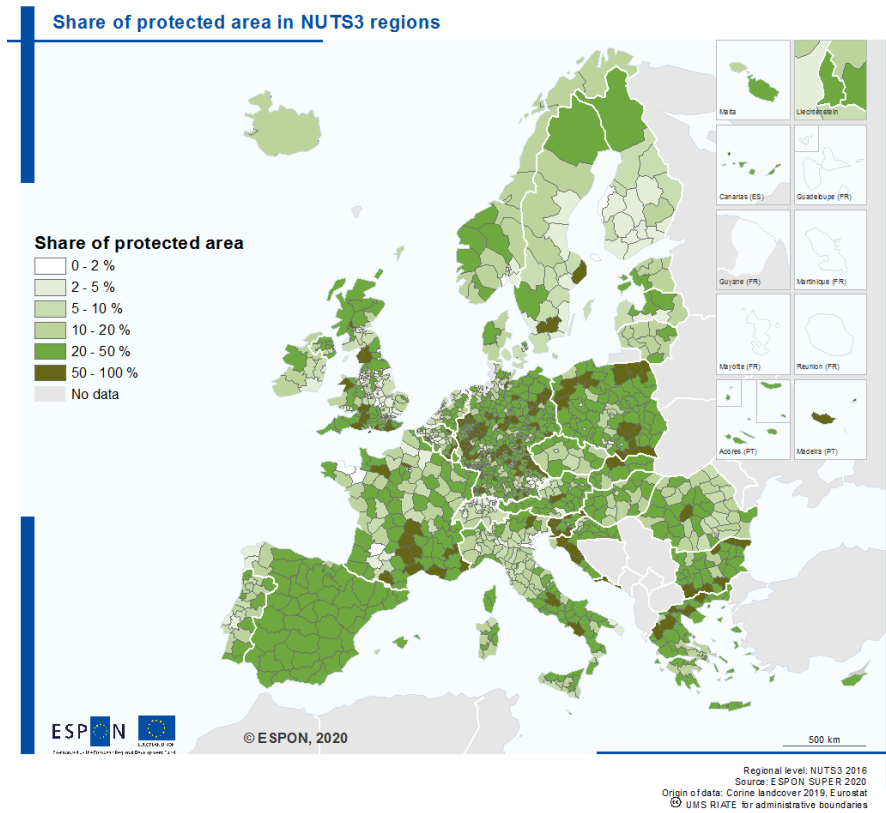 Share of protected area in NUTS3 regions
Malta
Liechtenstein
Canarias (ES)
Guadeloupe (FR)
Guyane (FR)
Martinique (FR)
Mayotte (FR)
Reunion (FR)
Acores (PT)
Madeira (PT)
Share of protected area
0 - 2 %
2 - 5 %
5 - 10 %
10 - 20 %
20 - 50 %
50 - 100 %
No data
ESPON
© ESPON, 2020
500 km
Regional level: NUTS3 2016
Source: ESPON SUPER 2020
Origin of data: Corine landcover 2019, Eurostat
UMS RIATE for administrative boundaries